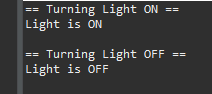 == Turning Light ON ==
Light is ON
== Turning Light OFF ==
Light is OFF